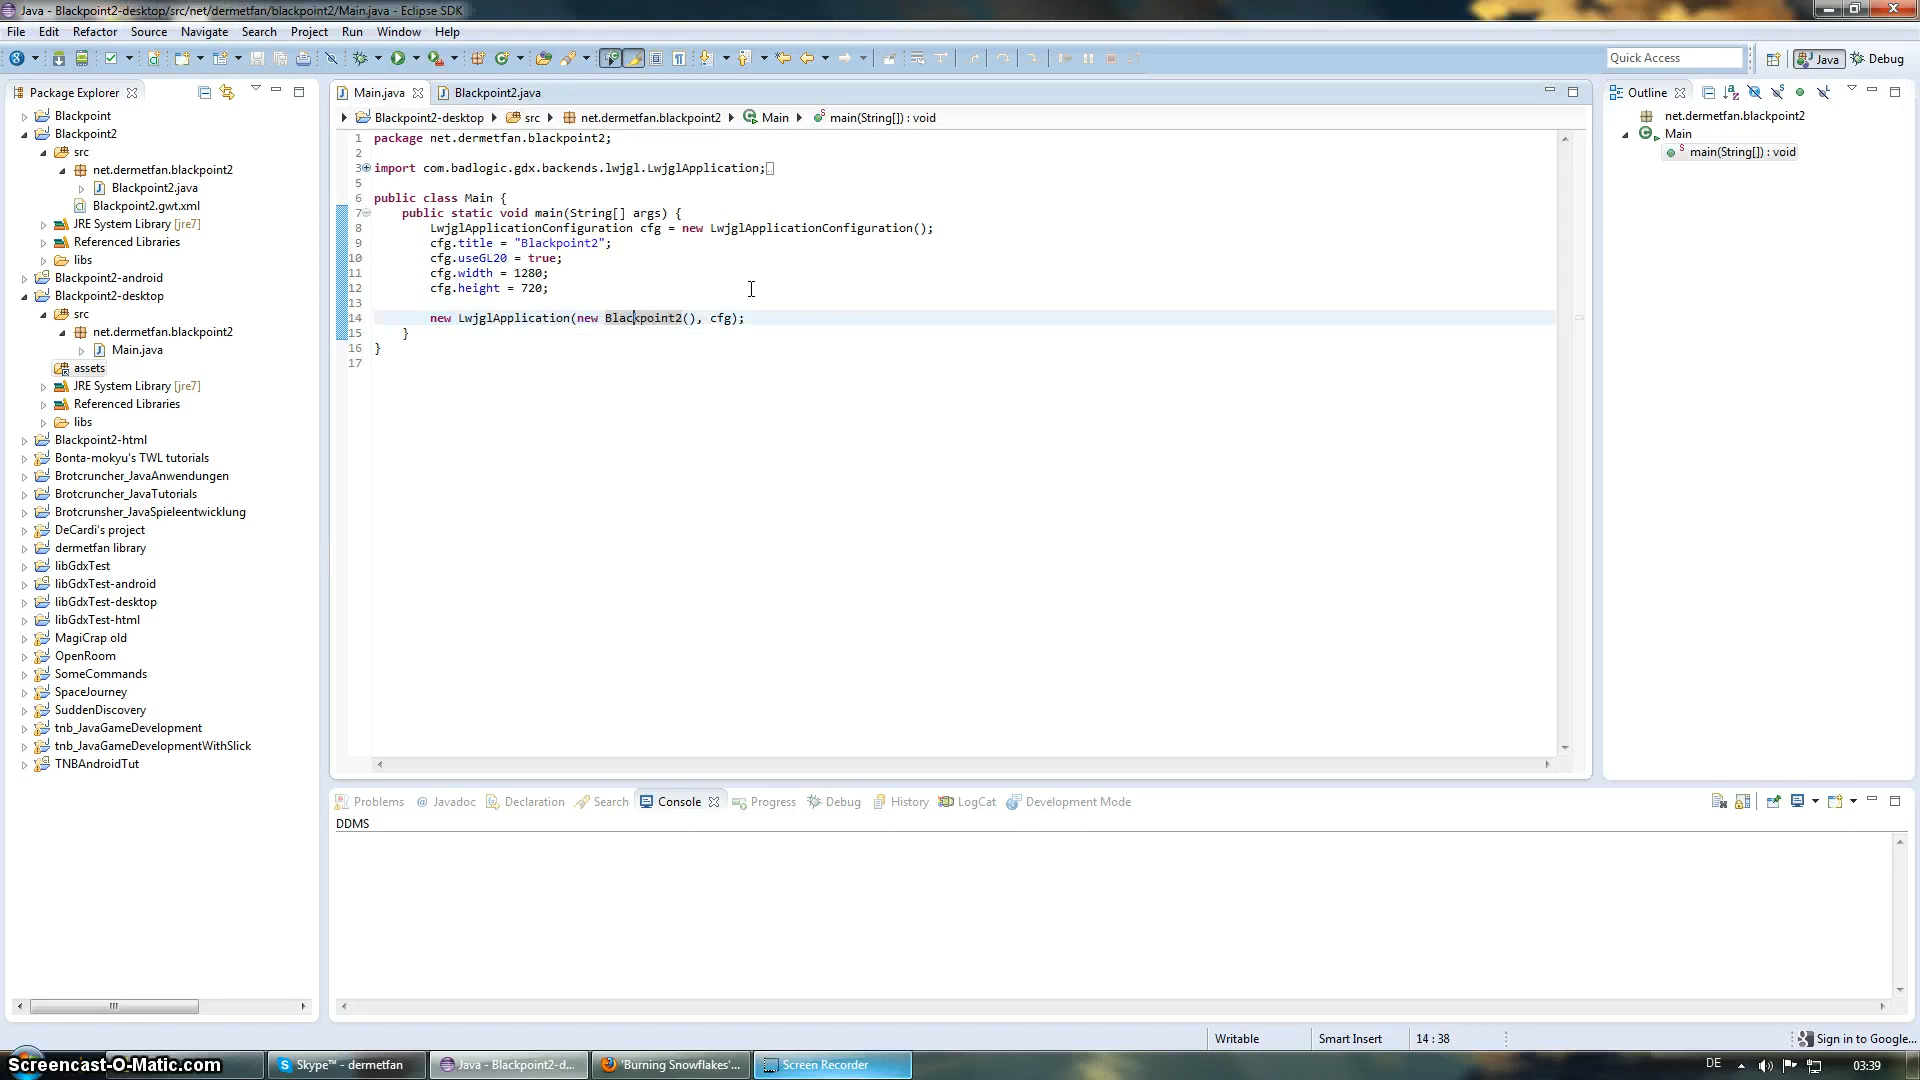 Java - Blackpoint2-desktop/src/net/dermetfan/blackpoint2/Main.java - Eclipse SDK
File Edit Refactor Source Navigate Search Project Run Window Help
Quick Access Java Debug
Package Explorer
Blackpoint
Blackpoint2
src
net.dermetfan.blackpoint2
Blackpoint2.java
Blackpoint2.gwt.xml
JRE System Library [jre7]
Referenced Libraries
libs
Blackpoint2-android
Blackpoint2-desktop
src
net.dermetfan.blackpoint2
Main.java
assets
JRE System Library [jre7]
Referenced Libraries
libs
Blackpoint2-html
Bonta-mokyu's TWL tutorials
Brotcruncher_JavaAnwendungen
Brotcruncher_JavaTutorials
Brotcrunsher_JavaSpieleentwicklung
DeCardi's project
dermetfan library
libGdxTest
libGdxTest-android
libGdxTest-desktop
libGdxTest-html
MagiCrap old
OpenRoom
SomeCommands
SpaceJourney
SuddenDiscovery
tnb_JavaGameDevelopment
tnb_JavaGameDevelopmentWithSlick
TNBAndroidTut
Main.java Blackpoint2.java
Blackpoint2-desktop src net.dermetfan.blackpoint2 Main main(String[]) : void
1 package net.dermetfan.blackpoint2;
2
3 import com.badlogic.gdx.backends.lwjgl.LwjglApplication;
5
6 public class Main {
7 public static void main(String[] args) {
8 LwjglApplicationConfiguration cfg = new LwjglApplicationConfiguration();
9 cfg.title = "Blackpoint2";
10 cfg.useGL20 = true;
11 cfg.width = 1280;
12 cfg.height = 720;
13
14 new LwjglApplication(new Blackpoint2(), cfg);
15 }
16 }
17
Outline
net.dermetfan.blackpoint2
Main
main(String[]) : void
Problems Javadoc Declaration Search Console Progress Debug History LogCat Development Mode
DDMS
Writable Smart Insert 14 : 38 Sign in to Google...
Screencast-O-Matic.com Skype™ - dermetfan Java - Blackpoint2-d... 'Burning Snowflakes'... Screen Recorder DE 03:39